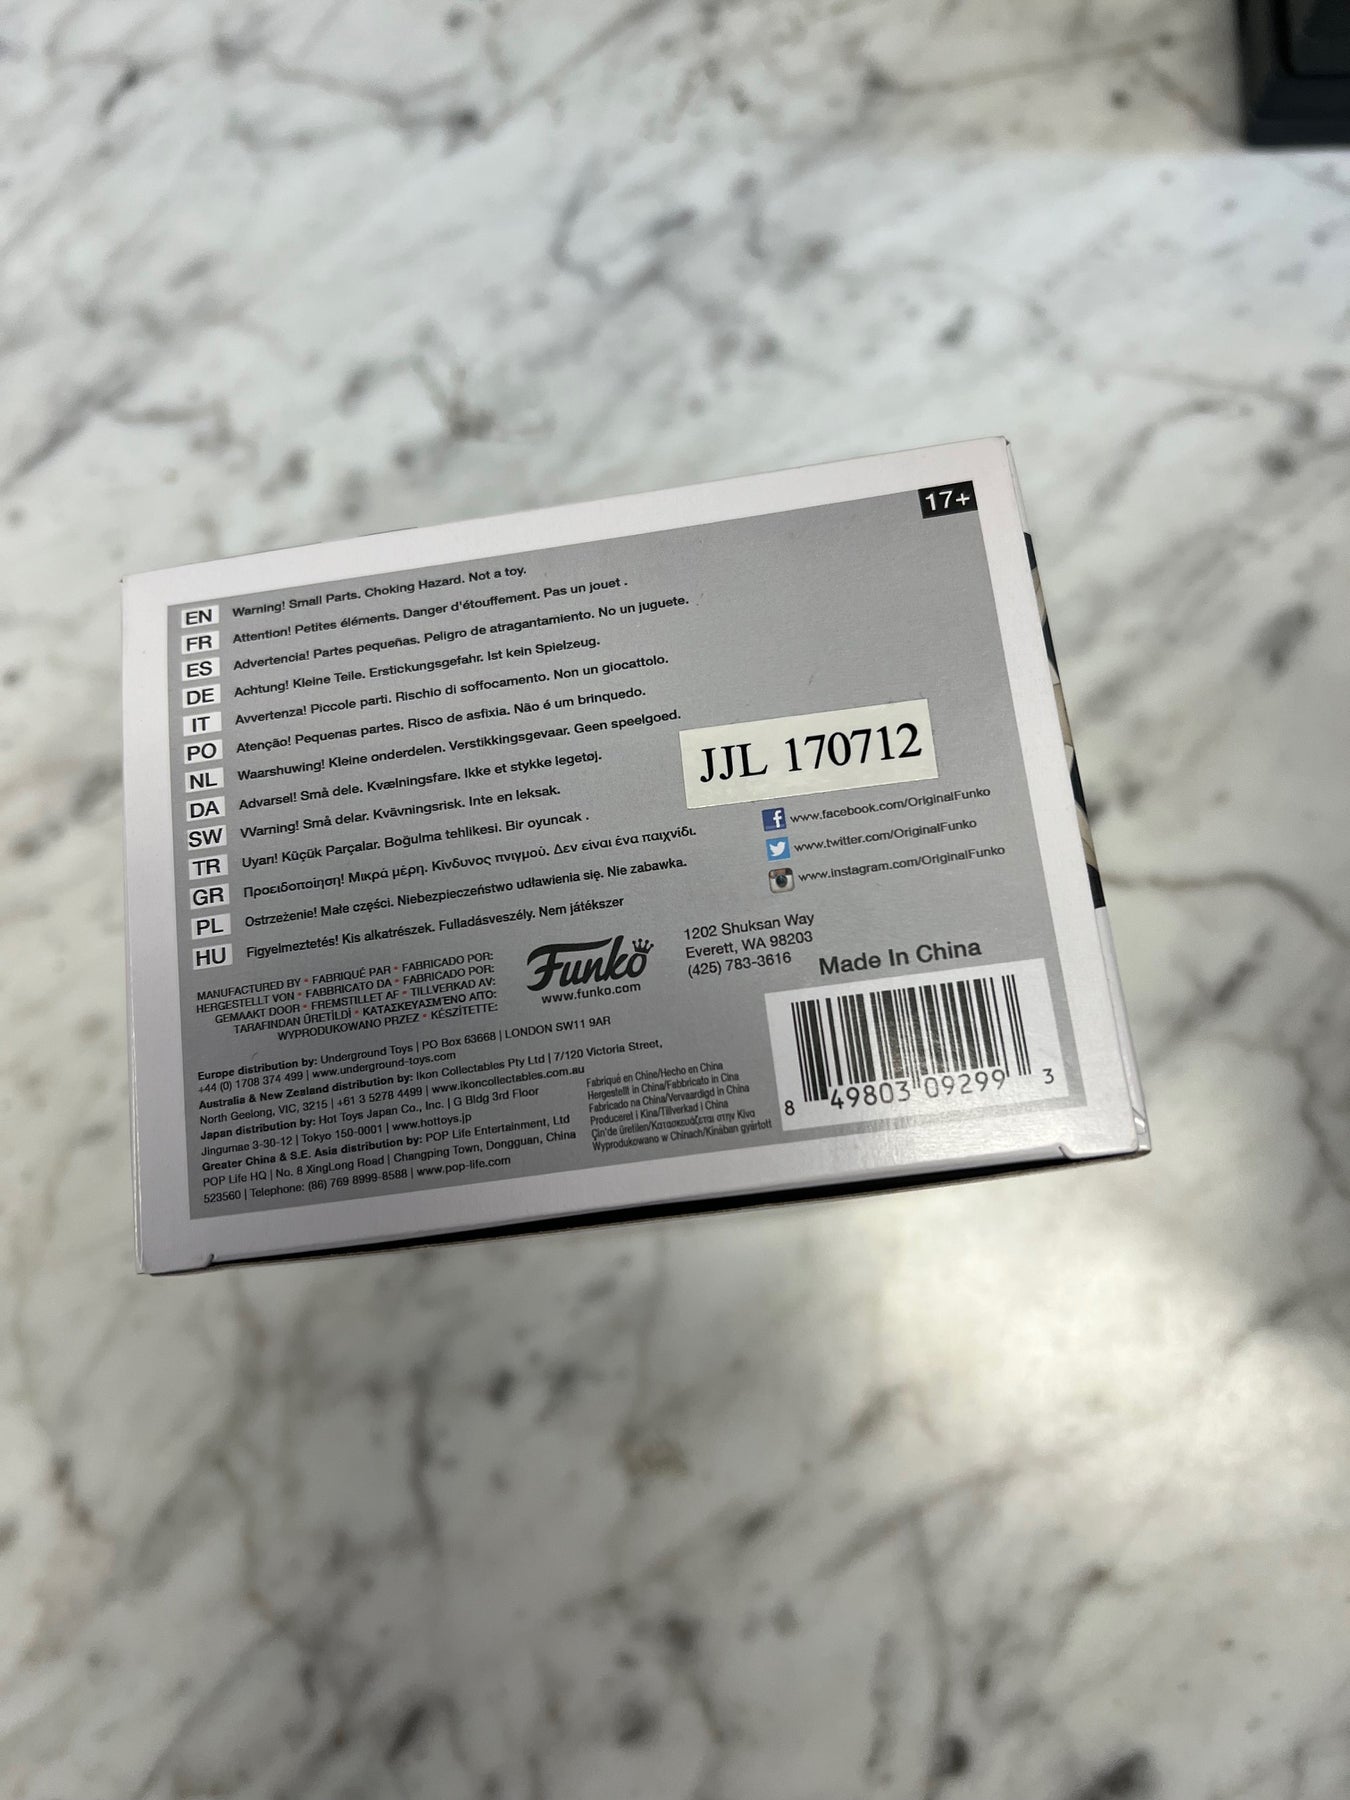 17+
EN Warning! Small Parts. Choking Hazard. Not a toy.
FR Attention! Petites éléments. Danger d'étouffement. Pas un jouet .
ES Advertencia! Partes pequeñas. Peligro de atragantamiento. No un juguete.
DE Achtung! Kleine Teile. Erstickungsgefahr. Ist kein Spielzeug.
IT Avvertenza! Piccole parti. Rischio di soffocamento. Non un giocattolo.
PO Atenção! Pequenas partes. Risco de asfixia. Não é um brinquedo.
NL Waarshuwing! Kleine onderdelen. Verstikkingsgevaar. Geen speelgoed.
DA Advarsel! Små dele. Kvælningsfare. Ikke et stykke legetøj.
SW VVarning! Små delar. Kvävningsrisk. Inte en leksak.
TR Uyarı! Küçük Parçalar. Boğulma tehlikesi. Bir oyuncak .
GR Προειδοποίηση! Μικρά μέρη. Κίνδυνος πνιγμού. Δεν είναι ένα παιχνίδι.
PL Ostrzeżenie! Małe części. Niebezpieczeństwo udławienia się. Nie zabawka.
HU Figyelmeztetés! Kis alkatrészek. Fulladásveszély. Nem játékszer
JJL 170712
www.facebook.com/OriginalFunko
www.twitter.com/OriginalFunko
www.instagram.com/OriginalFunko
MANUFACTURED BY • FABRIQUÉ PAR • FABRICADO POR:
HERGESTELLT VON • FABBRICATO DA • FABRICADO POR:
GEMAAKT DOOR • FREMSTILLET AF • TILLVERKAD AV:
TARAFINDAN ÜRETİLDİ • ΚΑΤΑΣΚΕΥΑΣΜΈΝΟ ΑΠΌ:
WYPRODUKOWANO PRZEZ • KÉSZÍTETTE:
Funko
www.funko.com
1202 Shuksan Way
Everett, WA 98203
(425) 783-3616
Made In China
Europe distribution by: Underground Toys | PO Box 63668 | LONDON SW11 9AR
+44 (0) 1708 374 499 | www.underground-toys.com
Australia & New Zealand distribution by: Ikon Collectables Pty Ltd | 7/120 Victoria Street,
North Geelong, VIC, 3215 | +61 3 5278 4499 | www.ikoncollectables.com.au
Japan distribution by: Hot Toys Japan Co., Inc. | G Bldg 3rd Floor
Jingumae 3-30-12 | Tokyo 150-0001 | www.hottoys.jp
Greater China & S.E. Asia distribution by: POP Life Entertainment, Ltd
POP Life HQ | No. 8 XingLong Road | Changping Town, Dongguan, China
523560 | Telephone: (86) 769 8999-8588 | www.pop-life.com
Fabriqué en Chine/Hecho en China
Hergestellt in China/Fabbricato in Cina
Fabricado na China/Vervaardigd in China
Produceret i Kina/Tillverkad i China
Çin'de üretilen/Κατασκευάζεται στην Κίνα
Wyprodukowano w Chinach/Kínában gyártott
8 49803 09299 3